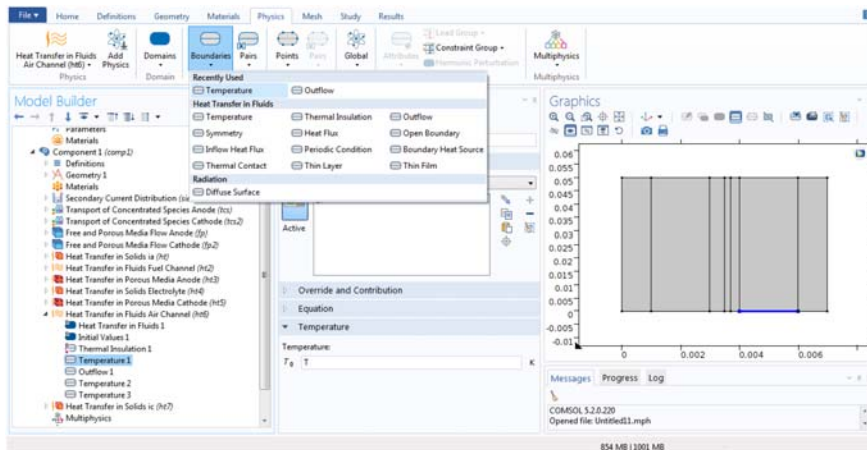 File Home Definitions Geometry Materials Physics Mesh Study Results
Heat Transfer in Fluids
Air Channel (ht6)
Add
Physics
Domains
Boundaries
Pairs
Points
Pairs
Global
Attributes
Load Group
Constraint Group
Harmonic Perturbation
Multiphysics
Physics
Domain
Multiphysics
Recently Used
Temperature Outflow
Heat Transfer in Fluids
Temperature Thermal Insulation Outflow
Symmetry Heat Flux Open Boundary
Inflow Heat Flux Periodic Condition Boundary Heat Source
Thermal Contact Thin Layer Thin Film
Radiation
Diffuse Surface
Model Builder
Parameters
Materials
Component 1 (comp1)
Definitions
Geometry 1
Materials
Secondary Current Distribution
Transport of Concentrated Species Anode (tcs)
Transport of Concentrated Species Cathode (tcs2)
Free and Porous Media Flow Anode (fp)
Free and Porous Media Flow Cathode (fp2)
Heat Transfer in Solids ia (ht)
Heat Transfer in Fluids Fuel Channel (ht2)
Heat Transfer in Porous Media Anode (ht3)
Heat Transfer in Solids Electrolyte (ht4)
Heat Transfer in Porous Media Cathode (ht5)
Heat Transfer in Fluids Air Channel (ht6)
Heat Transfer in Fluids 1
Initial Values 1
Thermal Insulation 1
Temperature 1
Outflow 1
Temperature 2
Temperature 3
Heat Transfer in Solids ic (ht7)
Multiphysics
Active
Override and Contribution
Equation
Temperature
Temperature:
T0 T K
Graphics
0.06
0.055
0.05
0.045
0.04
0.035
0.03
0.025
0.02
0.015
0.01
0.005
0
-0.005
-0.01
0 0.002 0.004 0.006
Messages Progress Log
COMSOL 5.2.0.220
Opened file: Untitled11.mph
854 MB | 1001 MB